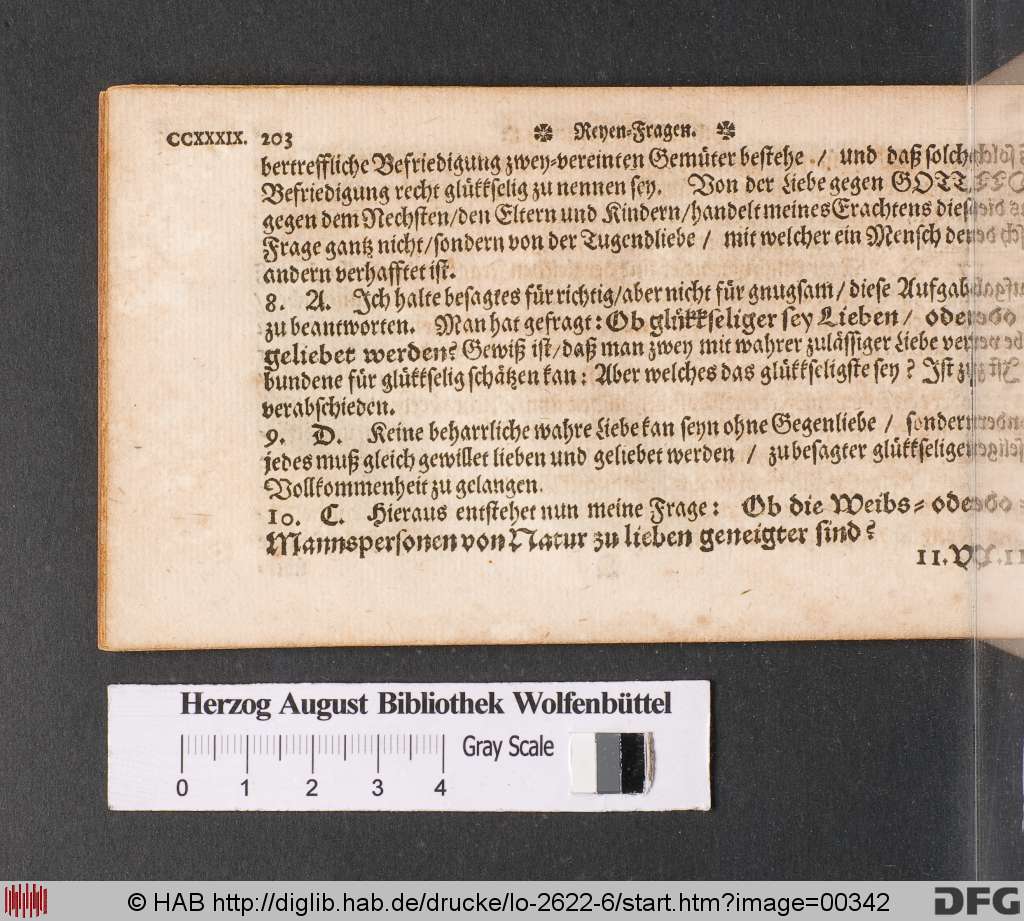 CCXXXIX. 203 ✠ Reyen-Fragen. ✠
bertreffliche Befriedigung zwey-vereinten Gemüter bestehe / und daß solche
Befriedigung recht glükkselig zu nennen sey. Von der Liebe gegen GOTT /
gegen dem Nechsten/den Eltern und Kindern/handelt meines Erachtens diese
Frage gantz nicht/sondern von der Tugendliebe / mit welcher ein Mensch dem
andern verhafftet ist.
8. A. Ich halte besagtes für richtig/aber nicht für gnugsam/diese Aufgab
zu beantworten. Man hat gefragt: Ob glükkseliger sey Lieben / oder
geliebet werden? Gewiß ist/daß man zwey mit wahrer zulässiger Liebe ver-
bundene für glükkselig schätzen kan: Aber welches das glükkseligste sey? Ist zu
verabschieden.
9. D. Keine beharrliche wahre Liebe kan seyn ohne Gegenliebe / sondern
jedes muß gleich gewillet lieben und geliebet werden / zu besagter glükkseligen
Vollkommenheit zu gelangen.
10. C. Hieraus entstehet nun meine Frage: Ob die Weibs- oder
Mannspersonen von Natur zu lieben geneigter sind?
11. V.
Herzog August Bibliothek Wolfenbüttel
Gray Scale
0 1 2 3 4
© HAB http://diglib.hab.de/drucke/lo-2622-6/start.htm?image=00342
DFG